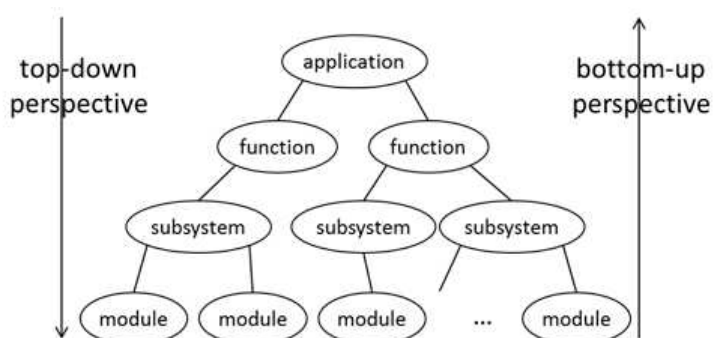 application
top-down
perspective
bottom-up
perspective
function
function
subsystem
subsystem
subsystem
module
module
module
...
module